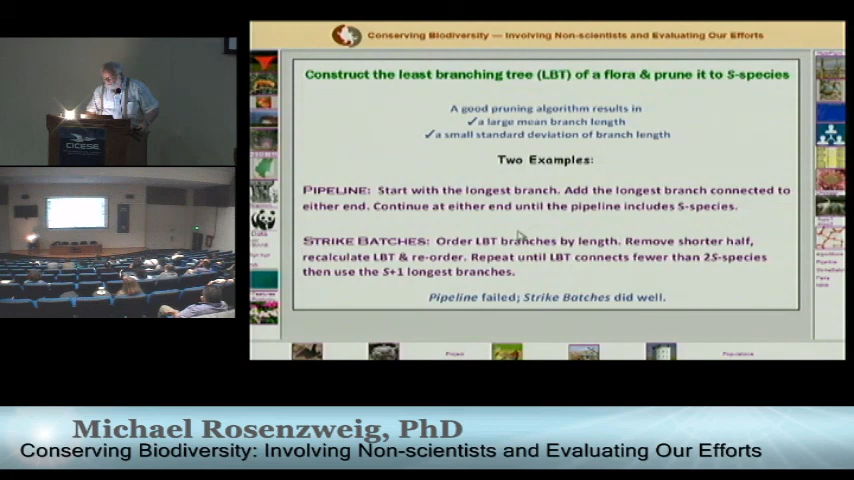 Conserving Biodiversity — Involving Non-scientists and Evaluating Our Efforts
Construct the least branching tree (LBT) of a flora & prune it to S-species
A good pruning algorithm results in
✓a large mean branch length
✓a small standard deviation of branch length
Two Examples:
PIPELINE: Start with the longest branch. Add the longest branch connected to
either end. Continue at either end until the pipeline includes S-species.
STRIKE BATCHES: Order LBT branches by length. Remove shorter half,
recalculate LBT & re-order. Repeat until LBT connects fewer than 2S-species
then use the S+1 longest branches.
Pipeline failed; Strike Batches did well.
CICESE
Data
Project
Populations
Michael Rosenzweig, PhD
Conserving Biodiversity: Involving Non-scientists and Evaluating Our Efforts